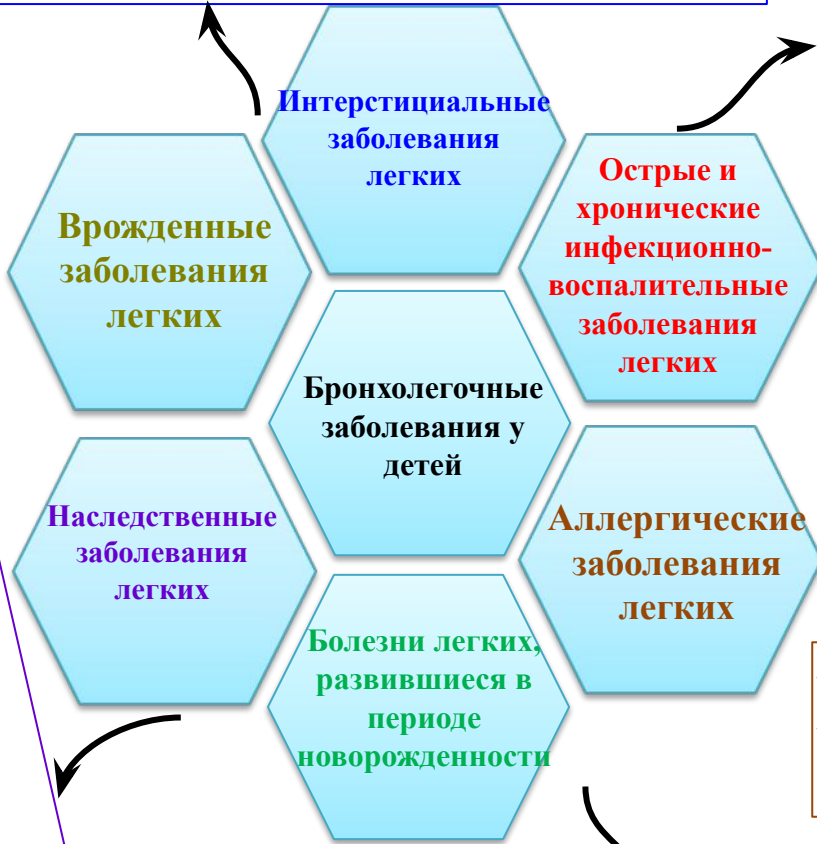 Интерстициальные
заболевания
легких
Врожденные
заболевания
легких
Острые и
хронические
инфекционно-
воспалительные
заболевания
легких
Бронхолегочные
заболевания у
детей
Наследственные
заболевания
легких
Аллергические
заболевания
легких
Болезни легких,
развившиеся в
периоде
новорожденности